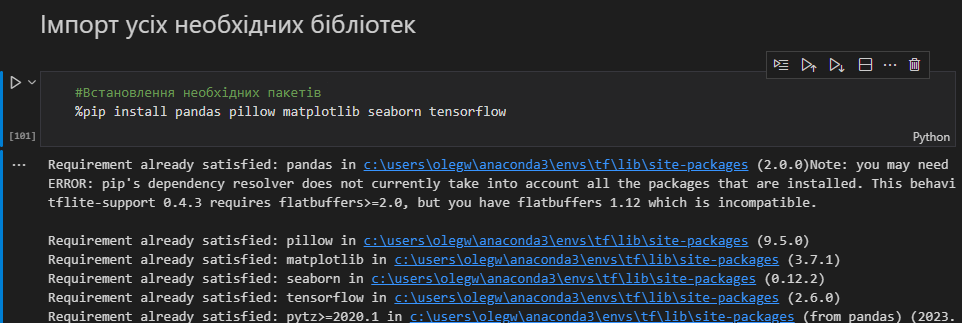 Імпорт усіх необхідних бібліотек
#Встановлення необхідних пакетів
%pip install pandas pillow matplotlib seaborn tensorflow
[101]
Python
Requirement already satisfied: pandas in c:\users\olegw\anaconda3\envs\tf\lib\site-packages (2.0.0)Note: you may need
ERROR: pip's dependency resolver does not currently take into account all the packages that are installed. This behavi
tflite-support 0.4.3 requires flatbuffers>=2.0, but you have flatbuffers 1.12 which is incompatible.
Requirement already satisfied: pillow in c:\users\olegw\anaconda3\envs\tf\lib\site-packages (9.5.0)
Requirement already satisfied: matplotlib in c:\users\olegw\anaconda3\envs\tf\lib\site-packages (3.7.1)
Requirement already satisfied: seaborn in c:\users\olegw\anaconda3\envs\tf\lib\site-packages (0.12.2)
Requirement already satisfied: tensorflow in c:\users\olegw\anaconda3\envs\tf\lib\site-packages (2.6.0)
Requirement already satisfied: pytz>=2020.1 in c:\users\olegw\anaconda3\envs\tf\lib\site-packages (from pandas) (2023.